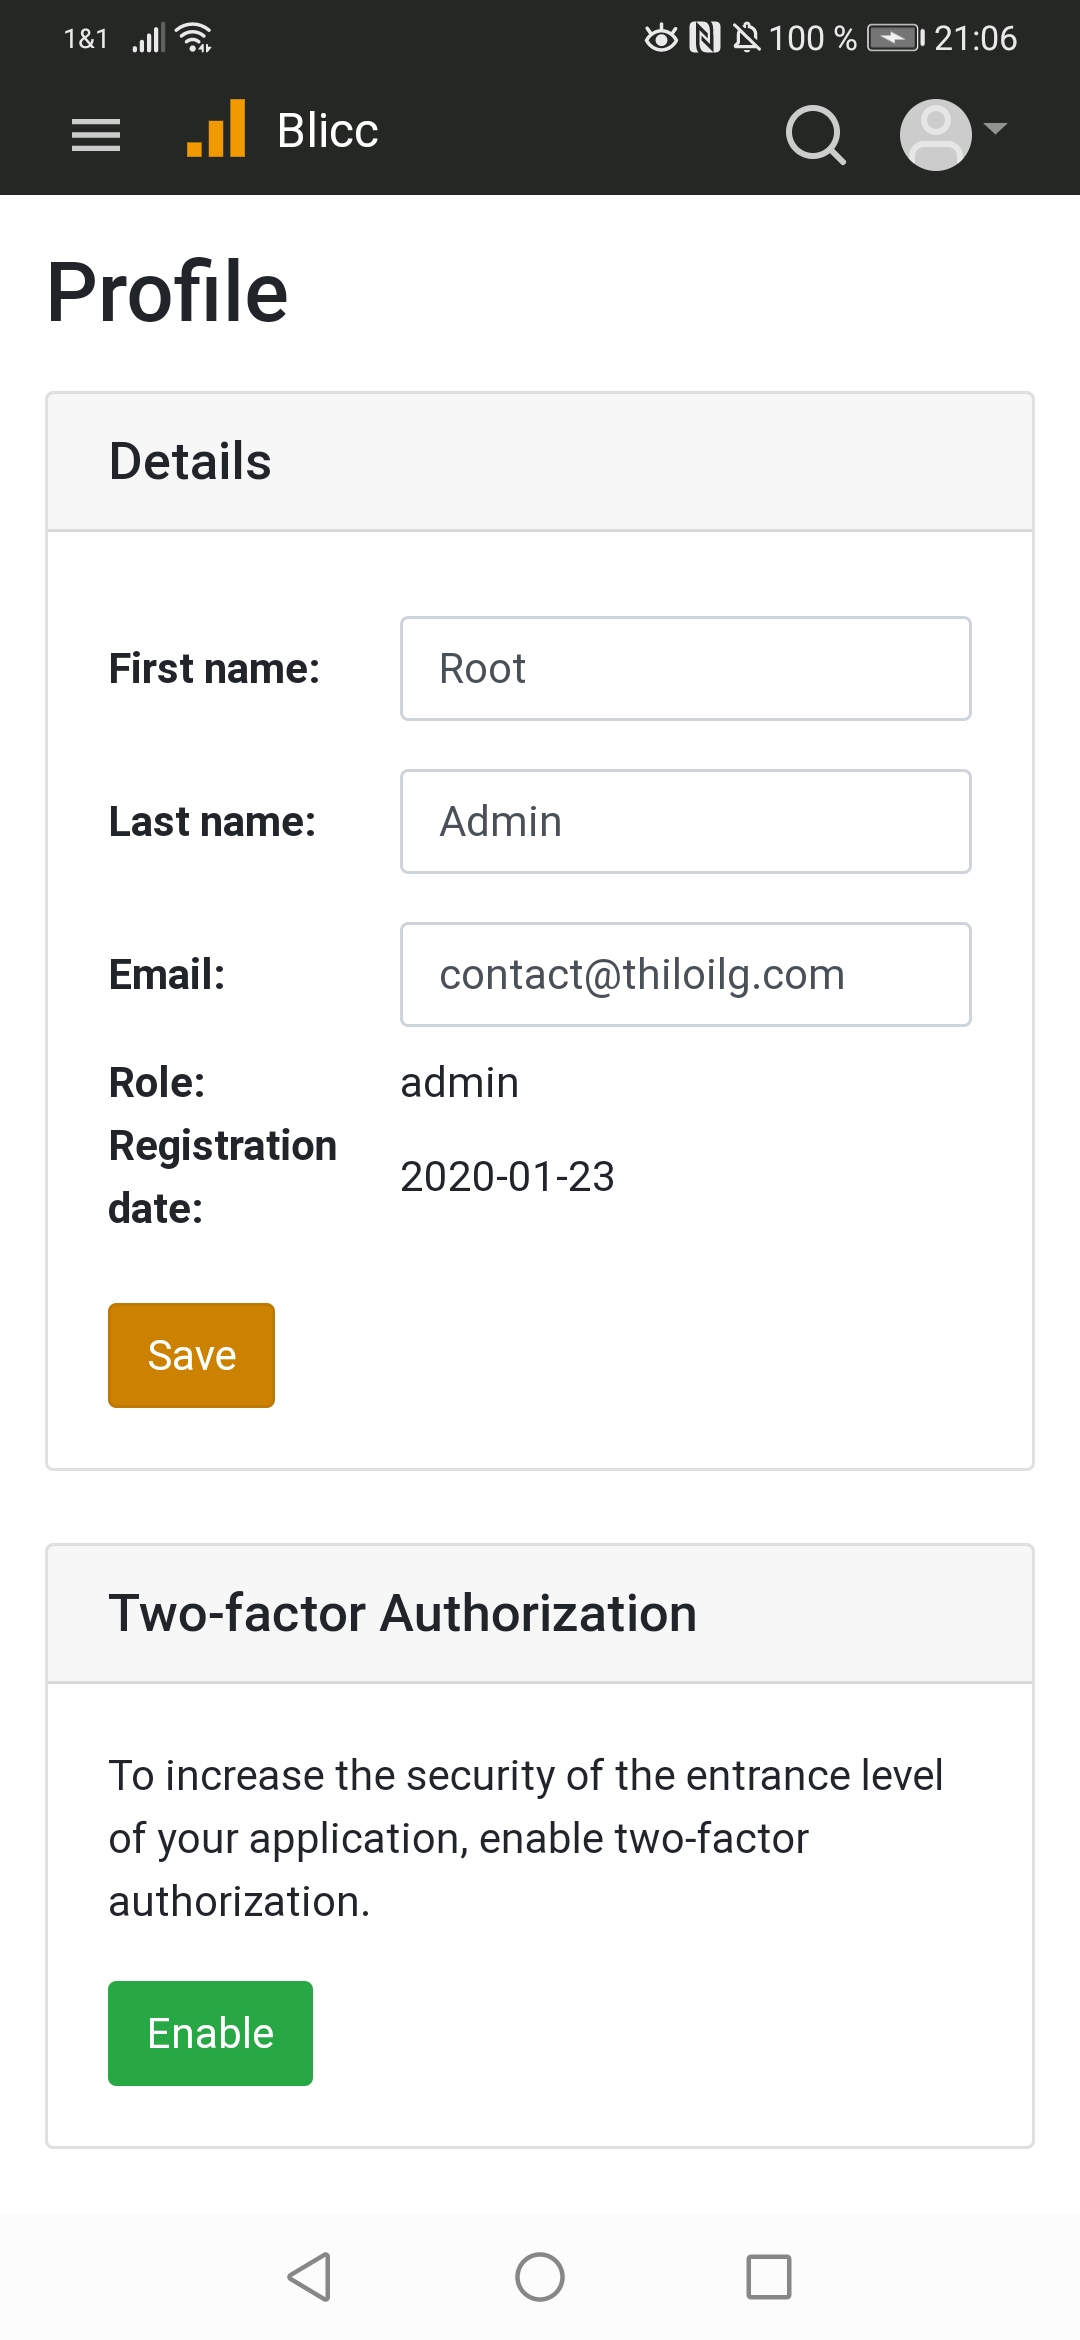 1&1 100 % 21:06
Blicc
Profile
Details
First name: Root
Last name: Admin
Email: contact@thiloilg.com
Role: admin
Registration
date: 2020-01-23
Save
Two-factor Authorization
To increase the security of the entrance level
of your application, enable two-factor
authorization.
Enable